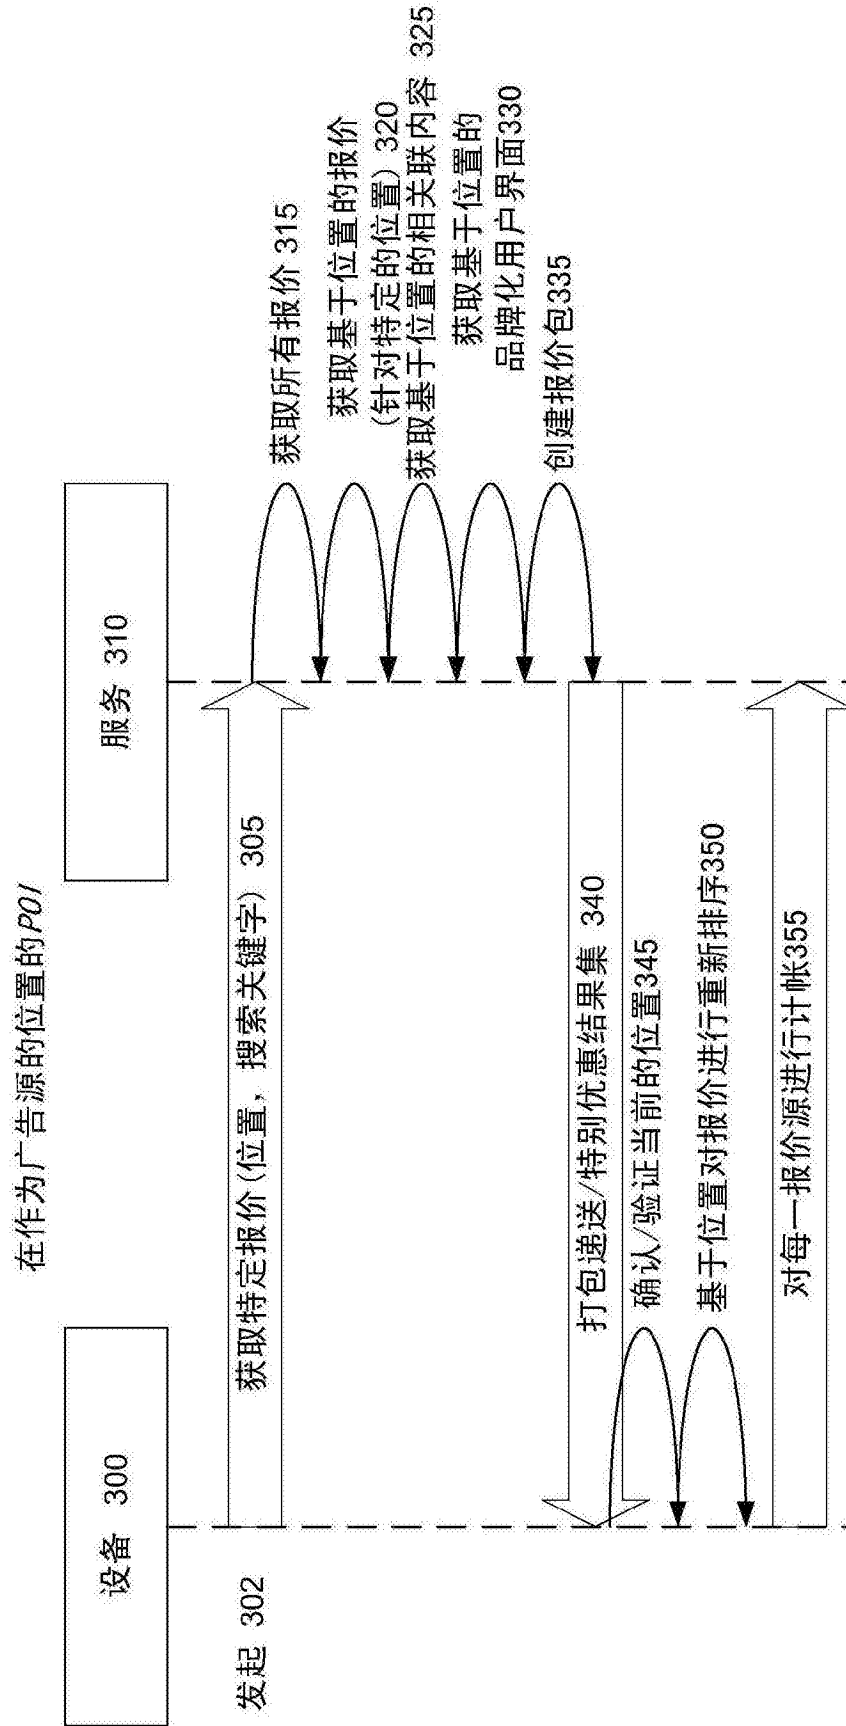 在作为广告源的位置的POI
设备 300
服务 310
发起 302
获取特定报价(位置，搜索关键字) 305
获取所有报价 315
获取基于位置的报价
(针对特定的位置) 320
获取基于位置的相关联内容 325
获取基于位置的
品牌化用户界面330
创建报价包335
打包递送/特别优惠结果集 340
确认/验证当前的位置345
基于位置对报价进行重新排序350
对每一报价源进行计帐355